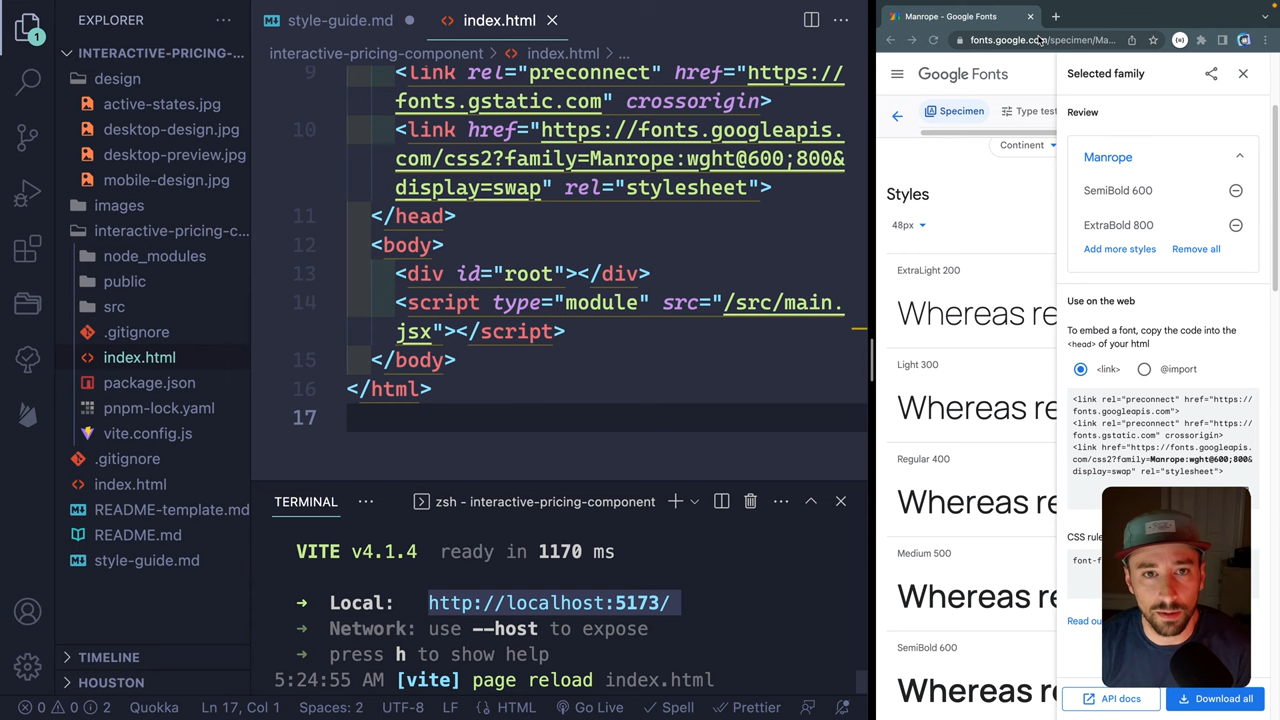 EXPLORER
INTERACTIVE-PRICING-...
design
active-states.jpg
desktop-design.jpg
desktop-preview.jpg
mobile-design.jpg
images
interactive-pricing-c...
node_modules
public
src
.gitignore
index.html
package.json
pnpm-lock.yaml
vite.config.js
.gitignore
index.html
README-template.md
README.md
style-guide.md
TIMELINE
HOUSTON
1
style-guide.md
index.html
interactive-pricing-component > index.html > ...
9 <link rel="preconnect" href="https://
fonts.gstatic.com" crossorigin>
10 <link href="https://fonts.googleapis.
com/css2?family=Manrope:wght@600;800&
display=swap" rel="stylesheet">
11 </head>
12 <body>
13 <div id="root"></div>
14 <script type="module" src="/src/main.
jsx"></script>
15 </body>
16 </html>
17
TERMINAL
zsh - interactive-pricing-component
VITE v4.1.4 ready in 1170 ms
➜ Local: http://localhost:5173/
➜ Network: use --host to expose
➜ press h to show help
5:24:55 AM [vite] page reload index.html
0 0 2 Quokka Ln 17, Col 1 HTML Go Live Spell Prettier
Manrope - Google Fonts
fonts.google.com/specimen/Ma...
Google Fonts
Specimen
Type test
Continent
Styles
48px
ExtraLight 200
Whereas re
Light 300
Whereas re
Regular 400
Whereas re
Medium 500
Whereas re
SemiBold 600
Whereas re
Selected family
Review
Manrope
SemiBold 600
ExtraBold 800
Add more styles Remove all
Use on the web
To embed a font, copy the code into the
<head> of your html
<link> @import
<link rel="preconnect" href="https://
fonts.googleapis.com">
<link rel="preconnect" href="https://
fonts.gstatic.com" crossorigin>
<link href="https://fonts.googleapis.
com/css2?family=Manrope:wght@600;800&
display=swap" rel="stylesheet">
CSS rule
font-f
Read ou
API docs
Download all